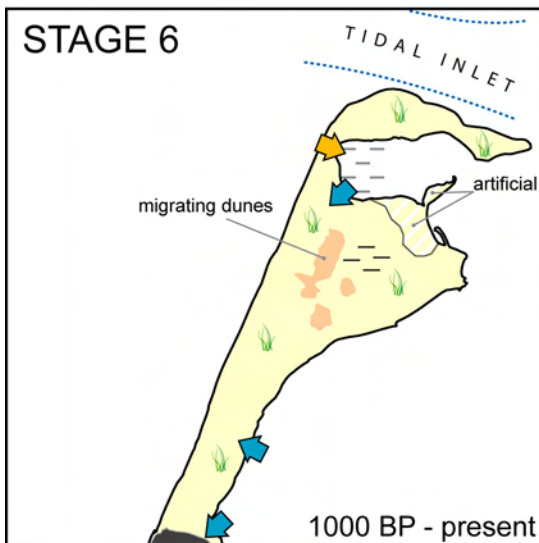 STAGE 6
TIDAL INLET
artificial
migrating dunes
1000 BP - present